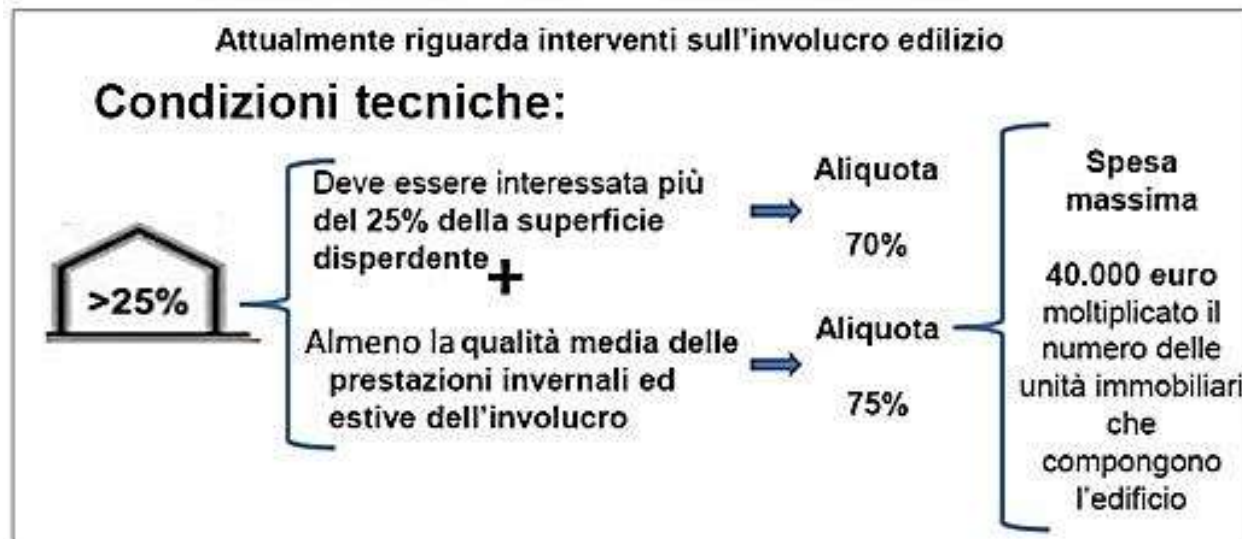 Attualmente riguarda interventi sull'involucro edilizio
Condizioni tecniche:
>25%
Deve essere interessata più
del 25% della superficie
disperdente
+
Almeno la qualità media delle
prestazioni invernali ed
estive dell'involucro
Aliquota
70%
Aliquota
75%
Spesa
massima
40.000 euro
moltiplicato il
numero delle
unità immobiliari
che
compongono
l'edificio